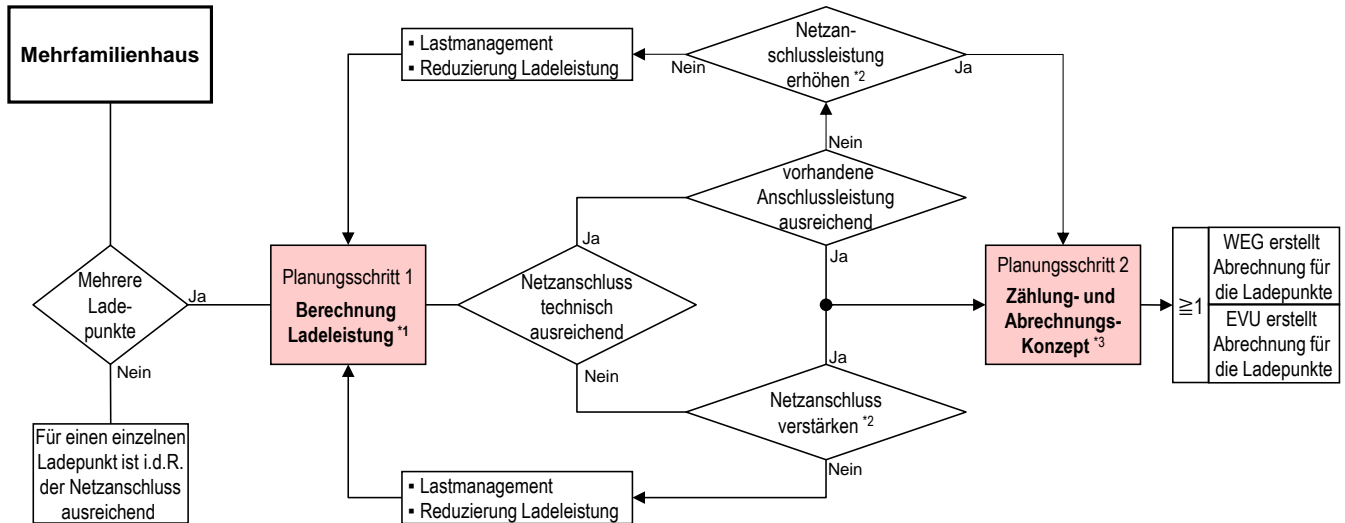 Mehrfamilienhaus
▪ Lastmanagement
▪ Reduzierung Ladeleistung
Nein
Netzan-
schlussleistung
erhöhen *2
Ja
Nein
vorhandene
Anschlussleistung
ausreichend
Ja
Mehrere
Lade-
punkte
Ja
Nein
Für einen einzelnen
Ladepunkt ist i.d.R.
der Netzanschluss
ausreichend
Planungsschritt 1
Berechnung
Ladeleistung *1
Ja
Netzanschluss
technisch
ausreichend
Nein
Ja
Netzanschluss
verstärken *2
Nein
▪ Lastmanagement
▪ Reduzierung Ladeleistung
Planungsschritt 2
Zählung- und
Abrechnungs-
Konzept *3
≧1
WEG erstellt
Abrechnung für
die Ladepunkte
EVU erstellt
Abrechnung für
die Ladepunkte